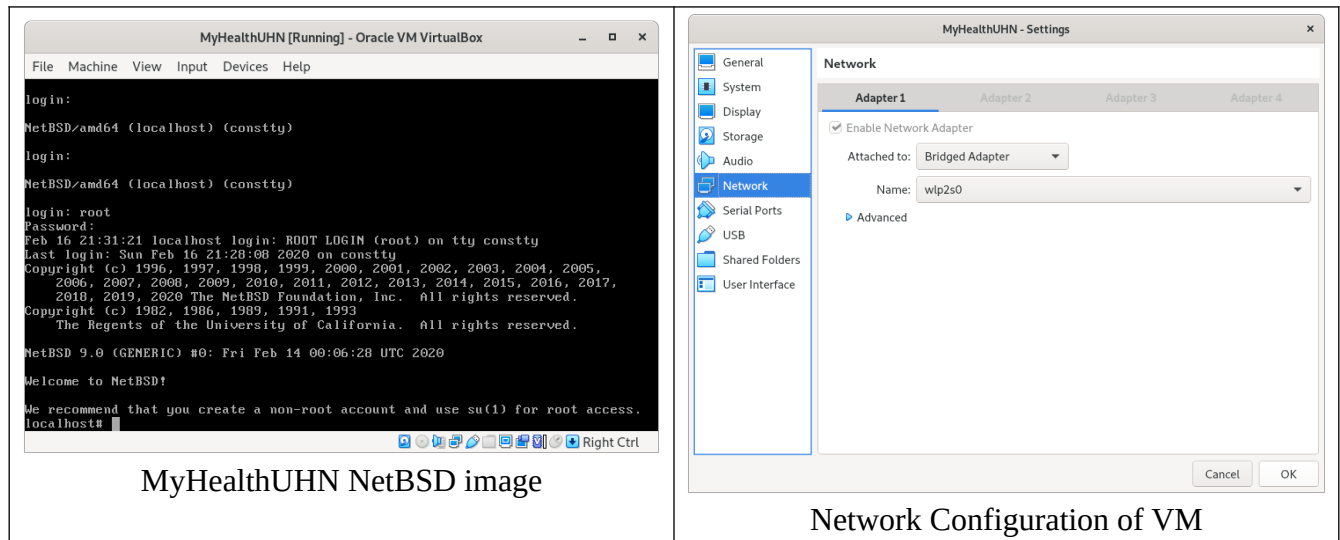 MyHealthUHN [Running] - Oracle VM VirtualBox
File Machine View Input Devices Help
login:
NetBSD/amd64 (localhost) (constty)
login:
NetBSD/amd64 (localhost) (constty)
login: root
Password:
Feb 16 21:31:21 localhost login: ROOT LOGIN (root) on tty constty
Last login: Sun Feb 16 21:28:08 2020 on constty
Copyright (c) 1996, 1997, 1998, 1999, 2000, 2001, 2002, 2003, 2004, 2005,
2006, 2007, 2008, 2009, 2010, 2011, 2012, 2013, 2014, 2015, 2016, 2017,
2018, 2019, 2020 The NetBSD Foundation, Inc. All rights reserved.
Copyright (c) 1982, 1986, 1989, 1991, 1993
The Regents of the University of California. All rights reserved.
NetBSD 9.0 (GENERIC) #0: Fri Feb 14 00:06:28 UTC 2020
Welcome to NetBSD!
We recommend that you create a non-root account and use su(1) for root access.
localhost#
Right Ctrl
MyHealthUHN NetBSD image
MyHealthUHN - Settings
General
System
Display
Storage
Audio
Network
Serial Ports
USB
Shared Folders
User Interface
Network
Adapter 1 Adapter 2 Adapter 3 Adapter 4
Enable Network Adapter
Attached to: Bridged Adapter
Name: wlp2s0
Advanced
Cancel OK
Network Configuration of VM